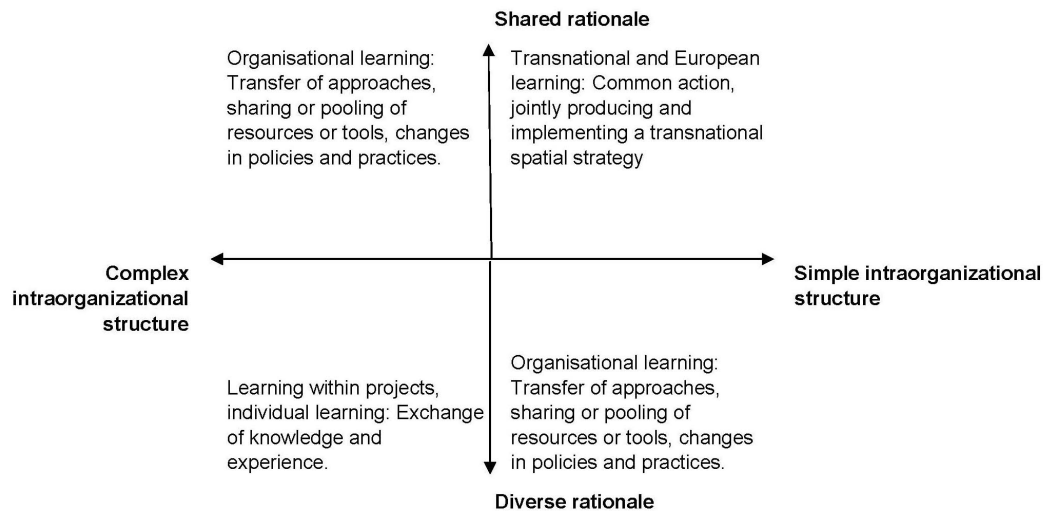 Shared rationale
Organisational learning:
Transfer of approaches,
sharing or pooling of
resources or tools, changes
in policies and practices.
Transnational and European
learning: Common action,
jointly producing and
implementing a transnational
spatial strategy
Complex
intraorganizational
structure
Simple intraorganizational
structure
Learning within projects,
individual learning: Exchange
of knowledge and
experience.
Organisational learning:
Transfer of approaches,
sharing or pooling of
resources or tools, changes
in policies and practices.
Diverse rationale